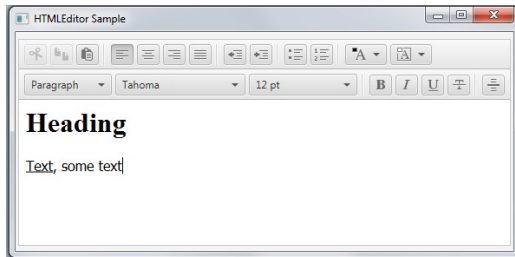 HTMLEditor Sample
A A
Paragraph Tahoma 12 pt B I U T
Heading
Text, some text